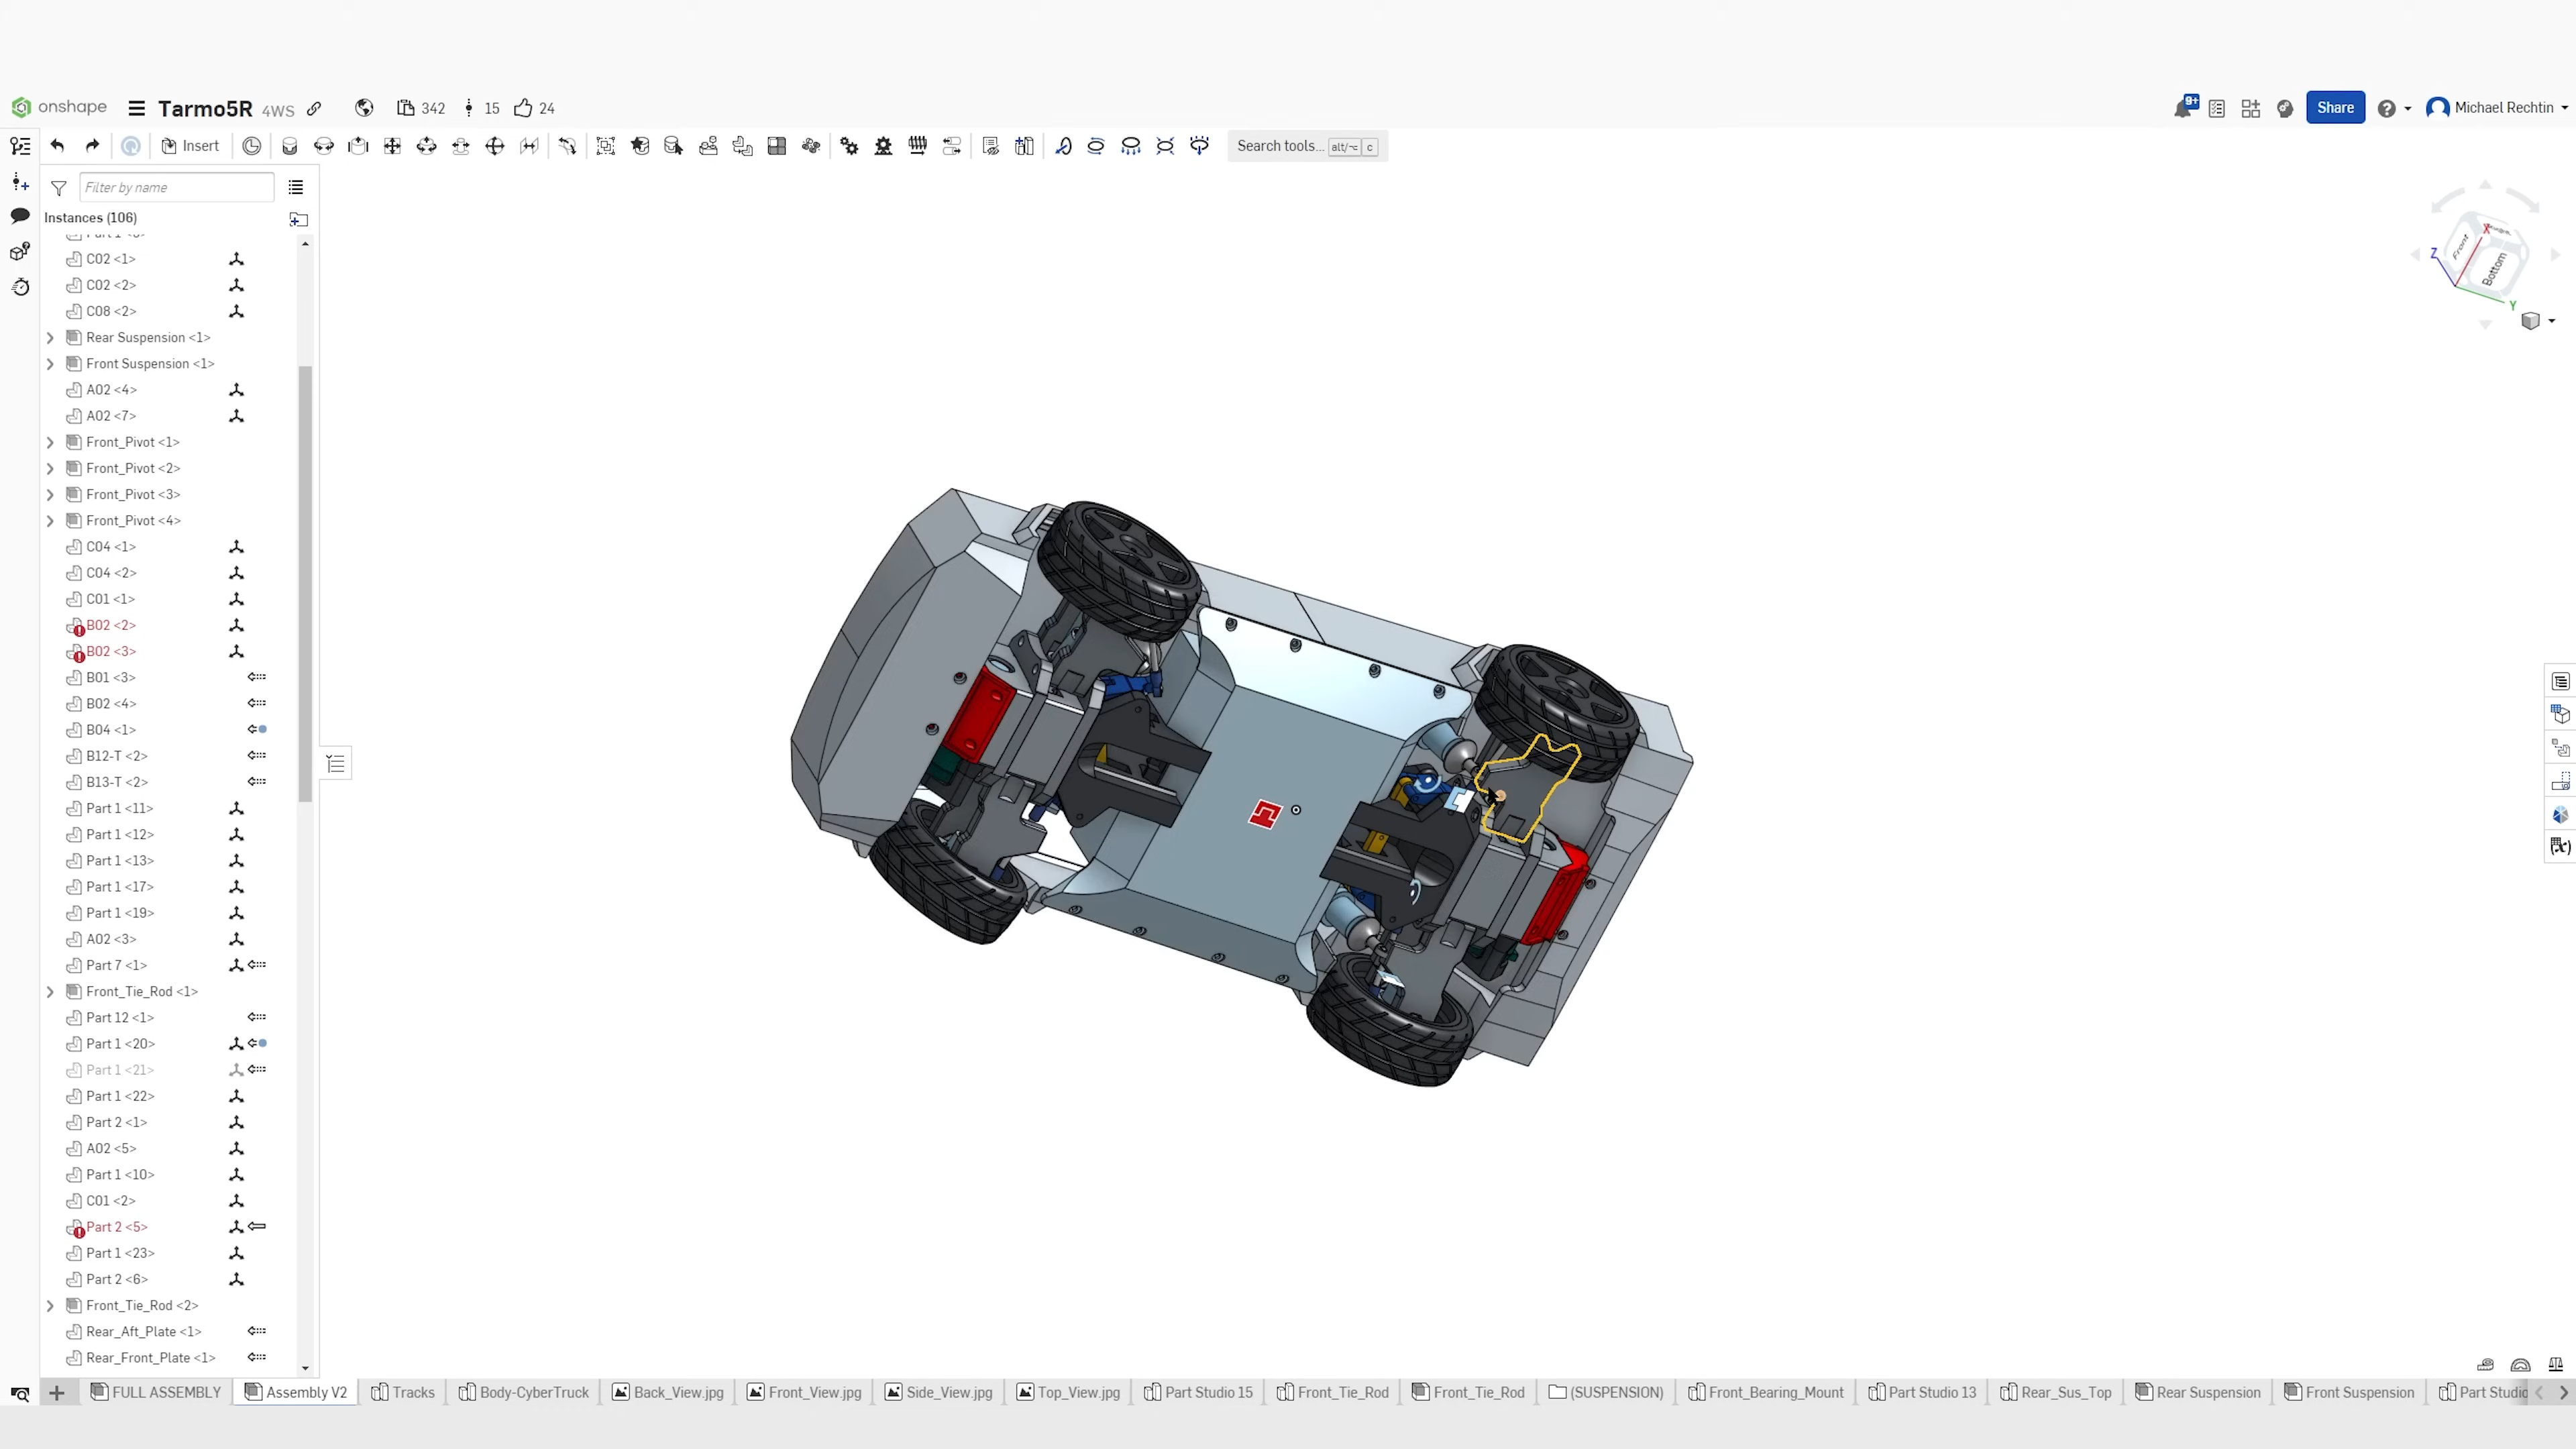 onshape Tarmo5R 4WS 342 15 24 9+ Share Michael Rechtin
Insert Search tools... alt/⌥ c
Filter by name
Instances (106)
C02 <1>
C02 <2>
C08 <2>
Rear Suspension <1>
Front Suspension <1>
A02 <4>
A02 <7>
Front_Pivot <1>
Front_Pivot <2>
Front_Pivot <3>
Front_Pivot <4>
C04 <1>
C04 <2>
C01 <1>
B02 <2>
B02 <3>
B01 <3>
B02 <4>
B04 <1>
B12-T <2>
B13-T <2>
Part 1 <11>
Part 1 <12>
Part 1 <13>
Part 1 <17>
Part 1 <19>
A02 <3>
Part 7 <1>
Front_Tie_Rod <1>
Part 12 <1>
Part 1 <20>
Part 1 <21>
Part 1 <22>
Part 2 <1>
A02 <5>
Part 1 <10>
C01 <2>
Part 2 <5>
Part 1 <23>
Part 2 <6>
Front_Tie_Rod <2>
Rear_Aft_Plate <1>
Rear_Front_Plate <1>
X
Front
Z
Bottom
Y
(x)
FULL ASSEMBLY Assembly V2 Tracks Body-CyberTruck Back_View.jpg Front_View.jpg Side_View.jpg Top_View.jpg Part Studio 15 Front_Tie_Rod Front_Tie_Rod (SUSPENSION) Front_Bearing_Mount Part Studio 13 Rear_Sus_Top Rear Suspension Front Suspension Part Studio